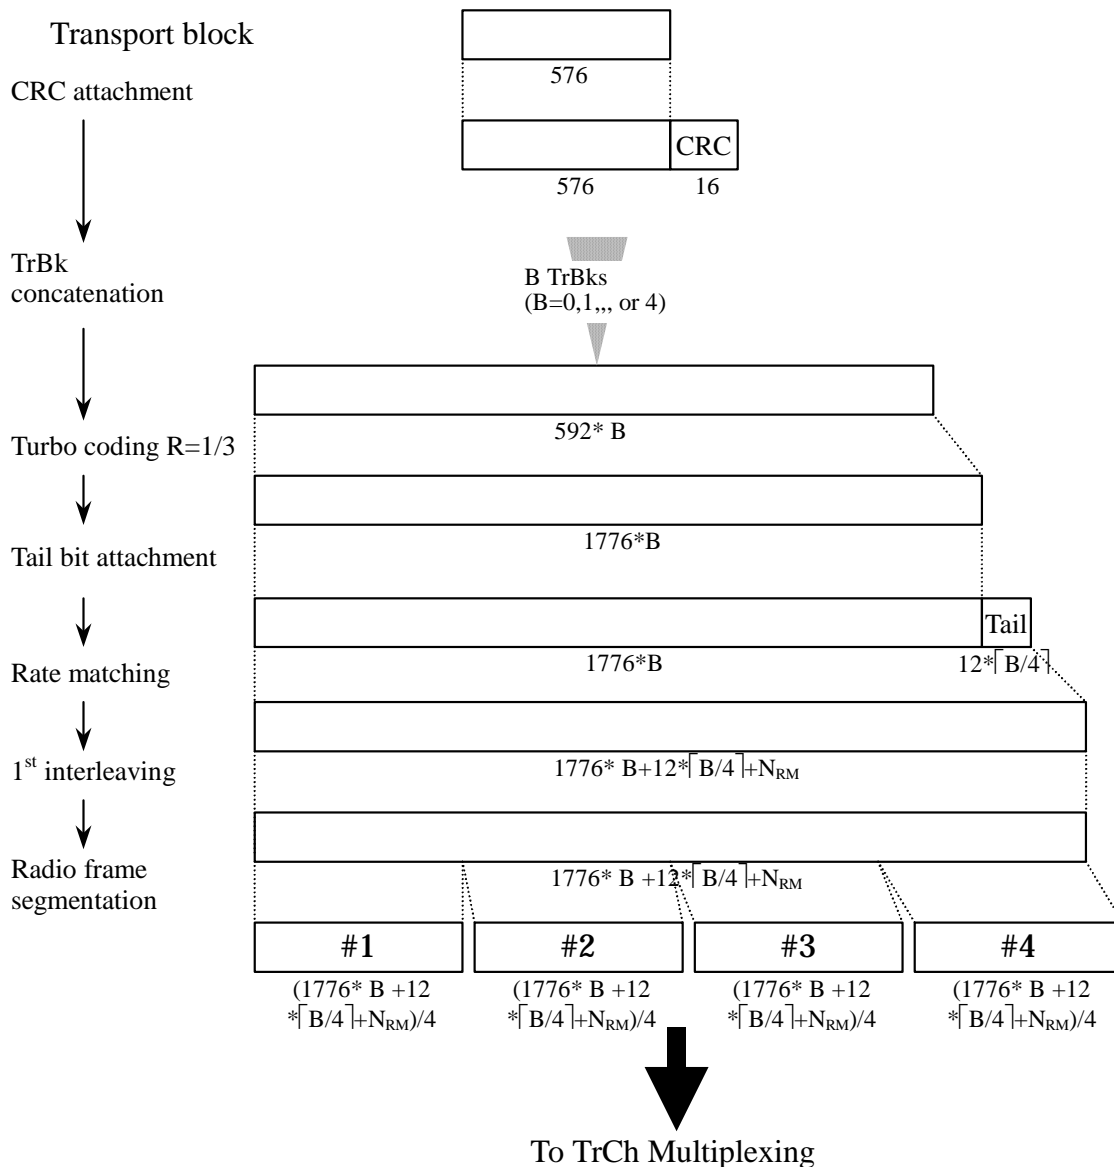 Transport block
576
CRC attachment
CRC
576 16
TrBk
concatenation
B TrBks
(B=0,1,,, or 4)
592* B
Turbo coding R=1/3
1776*B
Tail bit attachment
Tail
1776*B 12*⌈B/4⌉
Rate matching
1776* B+12*⌈B/4⌉+N_RM
1st interleaving
1776* B +12*⌈B/4⌉+N_RM
Radio frame
segmentation
#1 #2 #3 #4
(1776* B +12 (1776* B +12 (1776* B +12 (1776* B +12
*⌈B/4⌉+N_RM)/4 *⌈B/4⌉+N_RM)/4 *⌈B/4⌉+N_RM)/4 *⌈B/4⌉+N_RM)/4
To TrCh Multiplexing